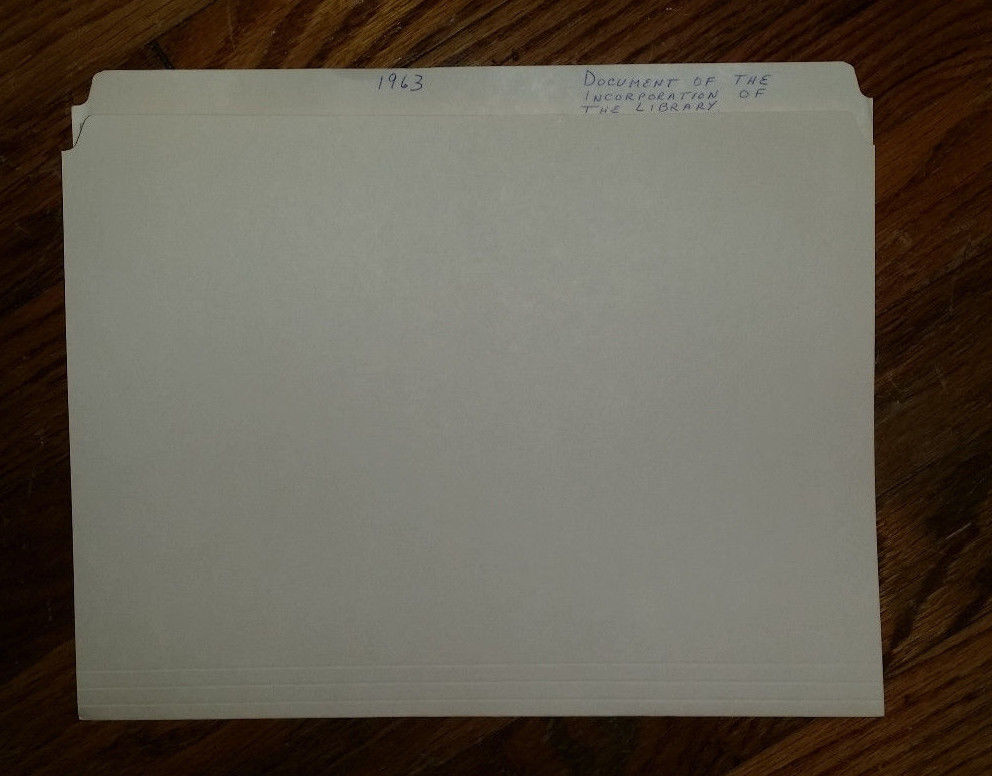 1963
DOCUMENT OF THE
INCORPORATION OF
THE LIBRARY